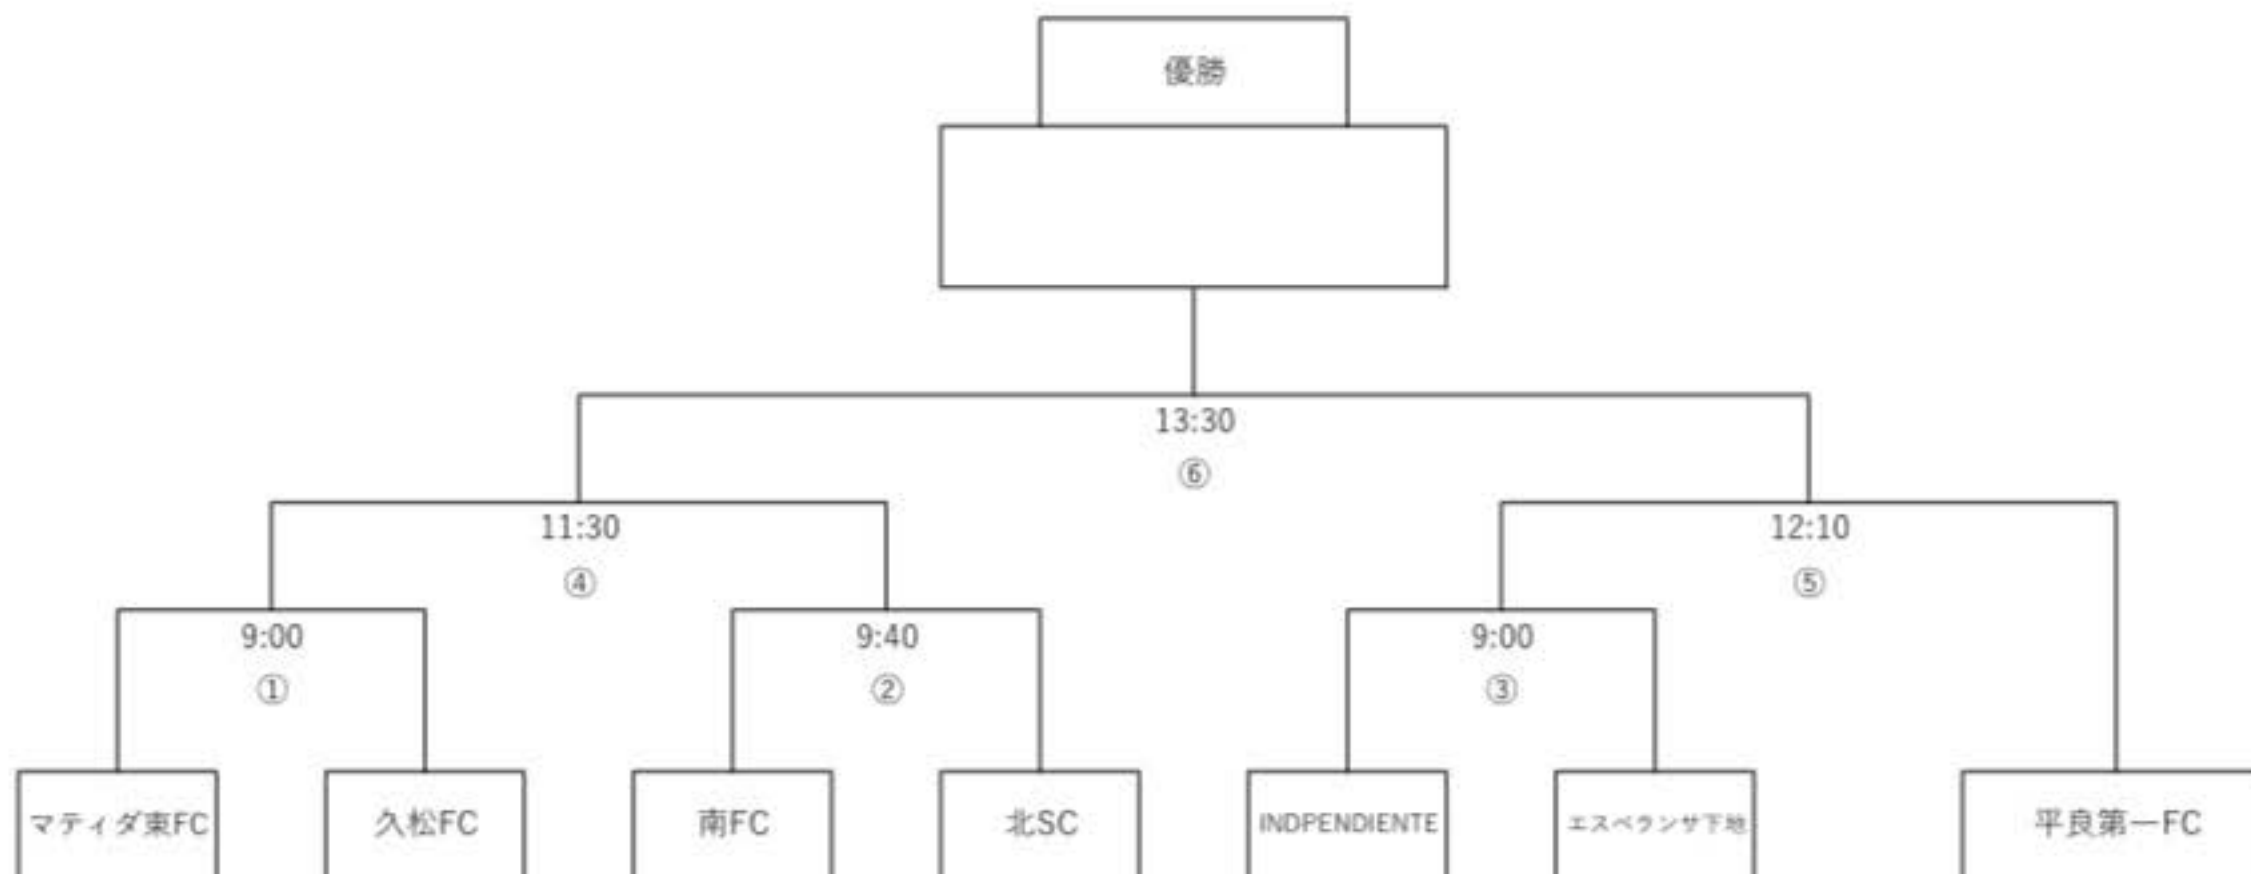 優勝
13:30
⑥
11:30
12:10
④
⑤
9:00
9:40
9:00
①
②
③
マティダ東FC
久松FC
南FC
北SC
INDPENDIENTE
エスペランサ下地
平良第一FC